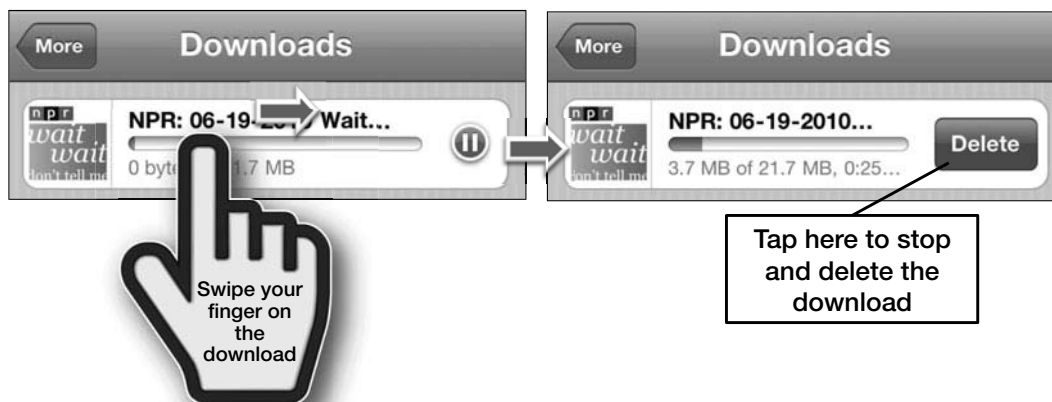 More
Downloads
npr
wait
wait
don't tell me
NPR: 06-19-201 Wait...
0 byte 1.7 MB
Swipe your
finger on
the
download
More
Downloads
npr
wait
wait
don't tell me
NPR: 06-19-2010...
3.7 MB of 21.7 MB, 0:25...
Delete
Tap here to stop
and delete the
download